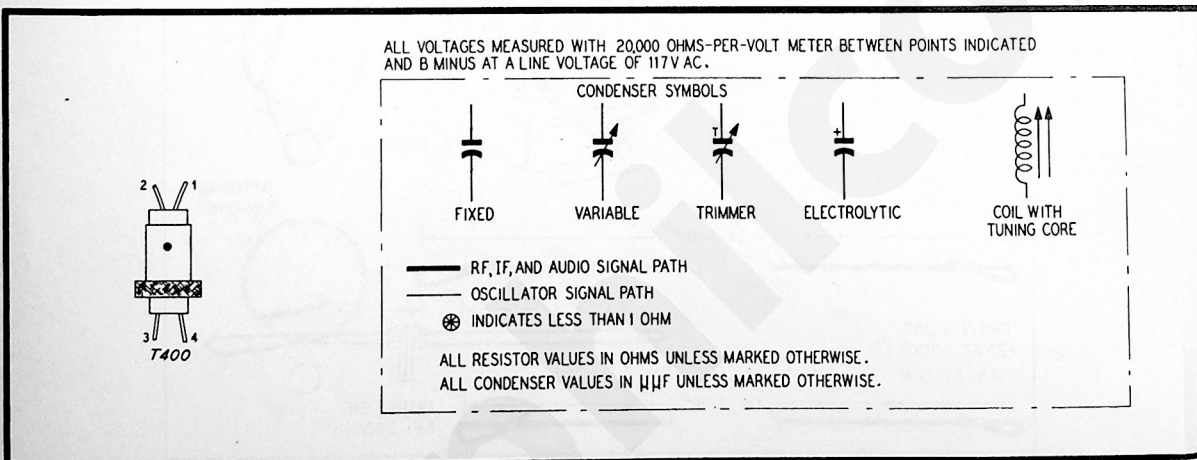 ALL VOLTAGES MEASURED WITH 20,000 OHMS-PER-VOLT METER BETWEEN POINTS INDICATED
AND B MINUS AT A LINE VOLTAGE OF 117V AC.
CONDENSER SYMBOLS
T
+
FIXED
VARIABLE
TRIMMER
ELECTROLYTIC
COIL WITH
TUNING CORE
2
1
3
4
T400
RF, IF, AND AUDIO SIGNAL PATH
OSCILLATOR SIGNAL PATH
INDICATES LESS THAN 1 OHM
ALL RESISTOR VALUES IN OHMS UNLESS MARKED OTHERWISE.
ALL CONDENSER VALUES IN μμF UNLESS MARKED OTHERWISE.